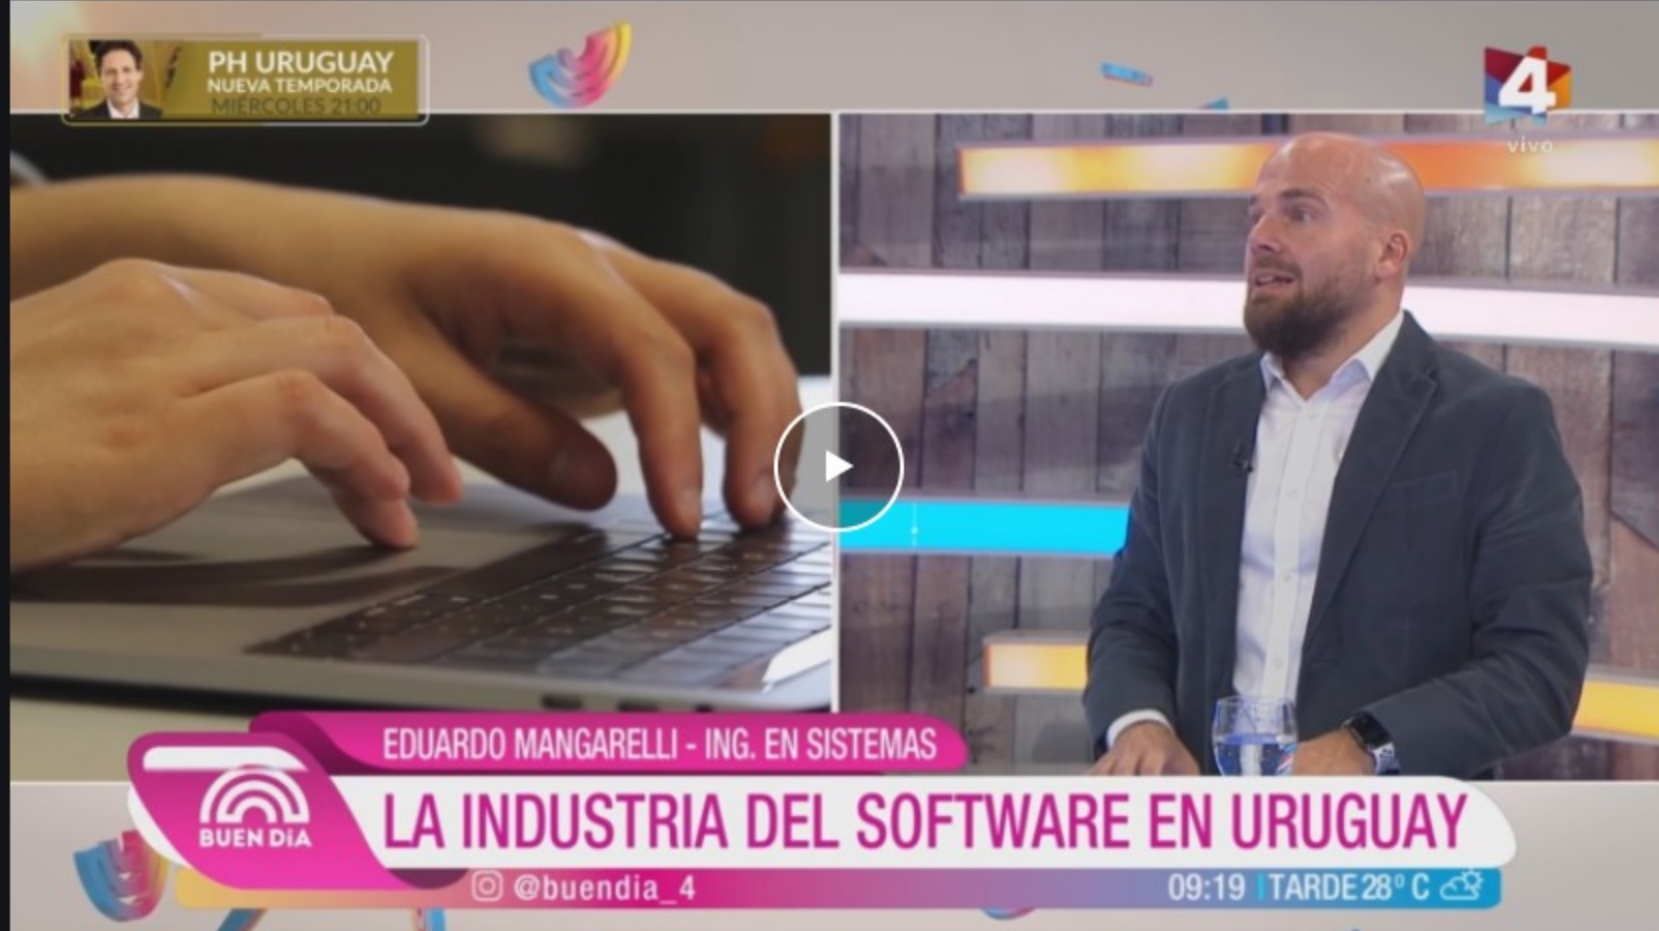 PH URUGUAY
NUEVA TEMPORADA
MIÉRCOLES 21:00
4
vivo
EDUARDO MANGARELLI - ING. EN SISTEMAS
BUEN DÍA
LA INDUSTRIA DEL SOFTWARE EN URUGUAY
@buendia_4
09:19 TARDE 28º C